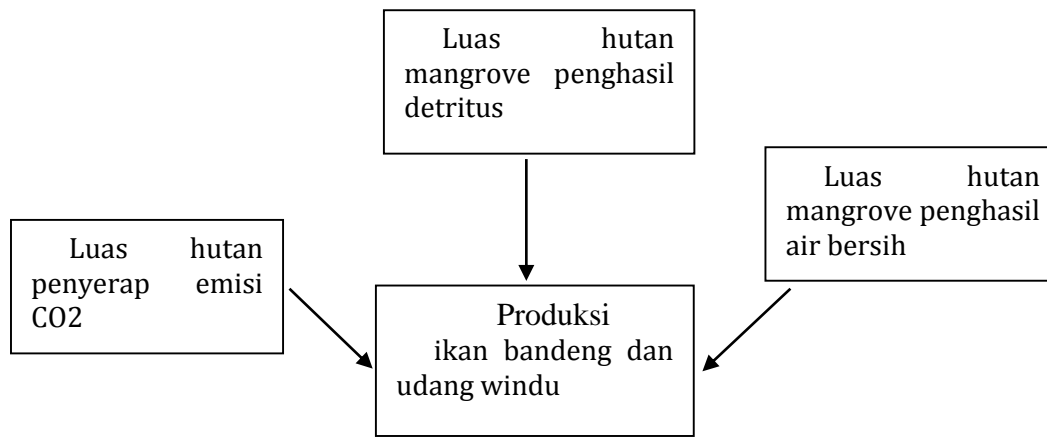 Luas hutan
mangrove penghasil
detritus
Luas hutan
mangrove penghasil
air bersih
Luas hutan
penyerap emisi
CO2
Produksi
ikan bandeng dan
udang windu